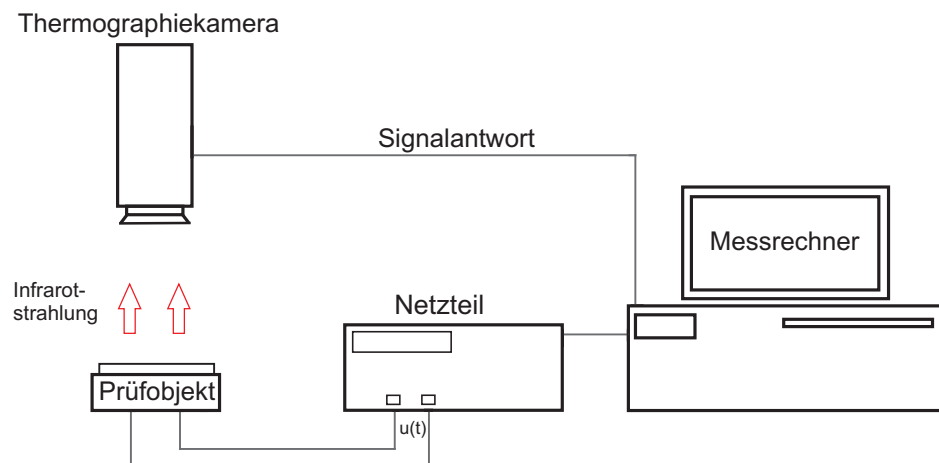 Thermographiekamera
Signalantwort
Messrechner
Infrarot-
strahlung
Netzteil
Prüfobjekt
u(t)